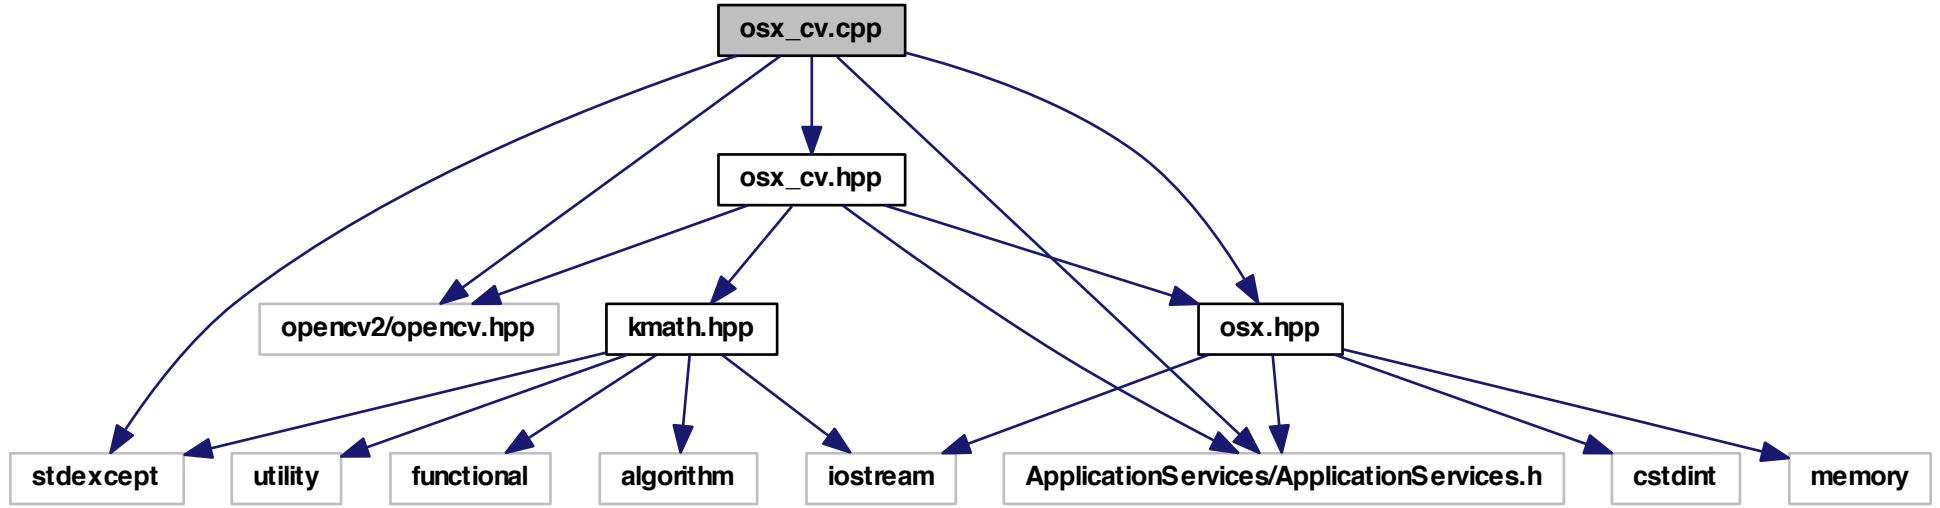 osx_cv.cpp
osx_cv.hpp
opencv2/opencv.hpp
kmath.hpp
osx.hpp
stdexcept
utility
functional
algorithm
iostream
ApplicationServices/ApplicationServices.h
cstdint
memory